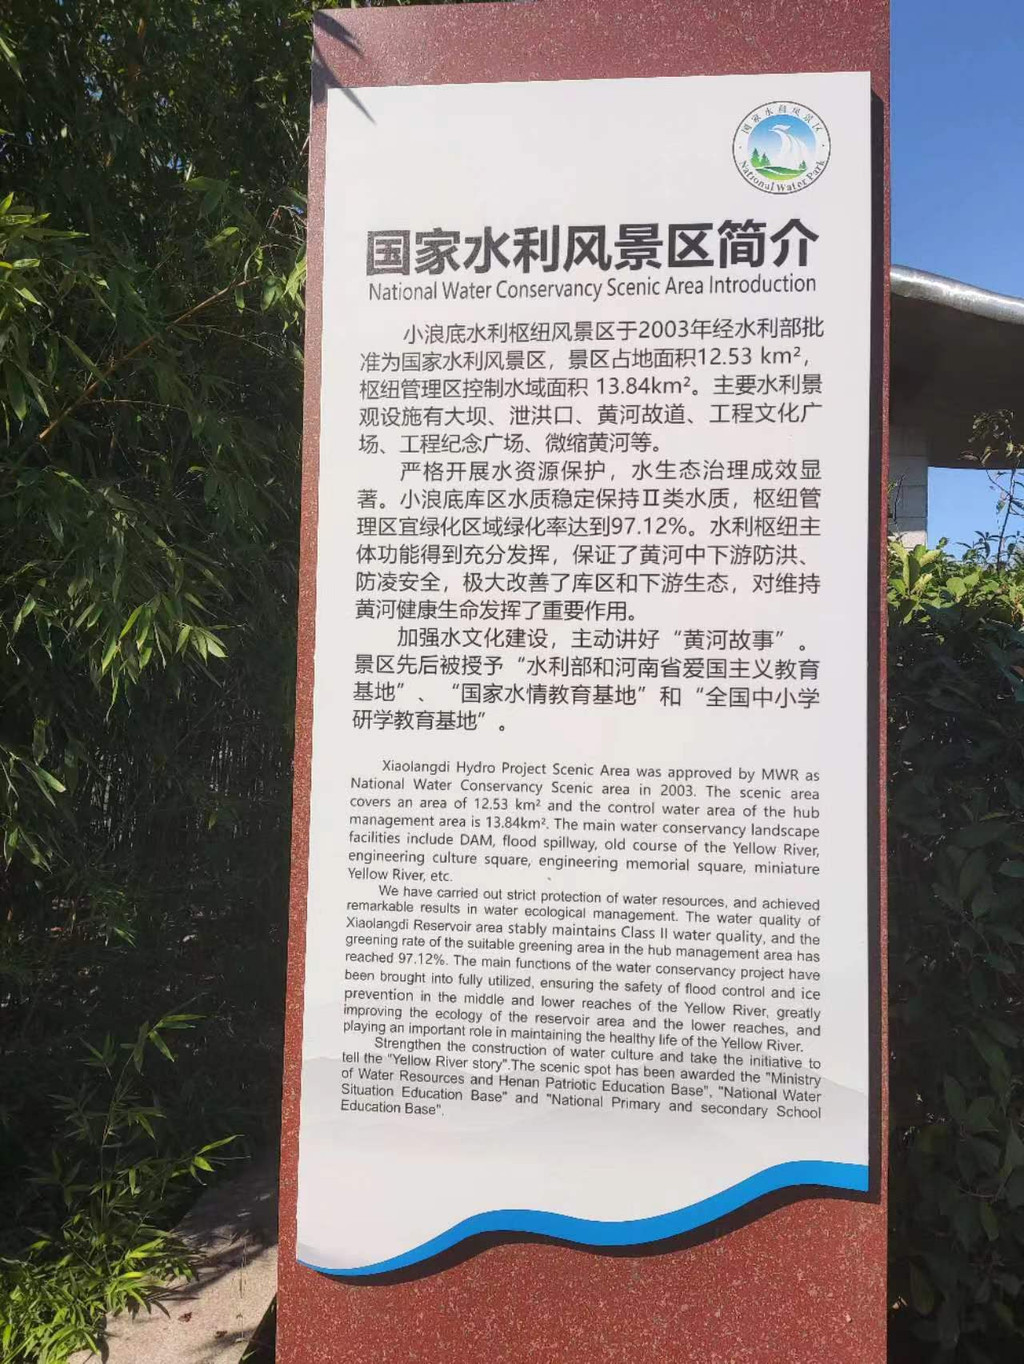 国家水利风景区
National Water Park
国家水利风景区简介
National Water Conservancy Scenic Area Introduction
小浪底水利枢纽风景区于2003年经水利部批
准为国家水利风景区，景区占地面积12.53 km²，
枢纽管理区控制水域面积 13.84km²。主要水利景
观设施有大坝、泄洪口、黄河故道、工程文化广
场、工程纪念广场、微缩黄河等。
严格开展水资源保护，水生态治理成效显
著。小浪底库区水质稳定保持Ⅱ类水质，枢纽管
理区宜绿化区域绿化率达到97.12%。水利枢纽主
体功能得到充分发挥，保证了黄河中下游防洪、
防凌安全，极大改善了库区和下游生态，对维持
黄河健康生命发挥了重要作用。
加强水文化建设，主动讲好“黄河故事”。
景区先后被授予“水利部和河南省爱国主义教育
基地”、“国家水情教育基地”和“全国中小学
研学教育基地”。
Xiaolangdi Hydro Project Scenic Area was approved by MWR as
National Water Conservancy Scenic area in 2003. The scenic area
covers an area of 12.53 km² and the control water area of the hub
management area is 13.84km². The main water conservancy landscape
facilities include DAM, flood spillway, old course of the Yellow River,
engineering culture square, engineering memorial square, miniature
Yellow River, etc.
We have carried out strict protection of water resources, and achieved
remarkable results in water ecological management. The water quality of
Xiaolangdi Reservoir area stably maintains Class II water quality, and the
greening rate of the suitable greening area in the hub management area has
reached 97.12%. The main functions of the water conservancy project have
been brought into fully utilized, ensuring the safety of flood control and ice
prevention in the middle and lower reaches of the Yellow River, greatly
improving the ecology of the reservoir area and the lower reaches, and
playing an important role in maintaining the healthy life of the Yellow River.
Strengthen the construction of water culture and take the initiative to
tell the "Yellow River story".The scenic spot has been awarded the "Ministry
of Water Resources and Henan Patriotic Education Base", "National Water
Situation Education Base" and "National Primary and secondary School
Education Base".